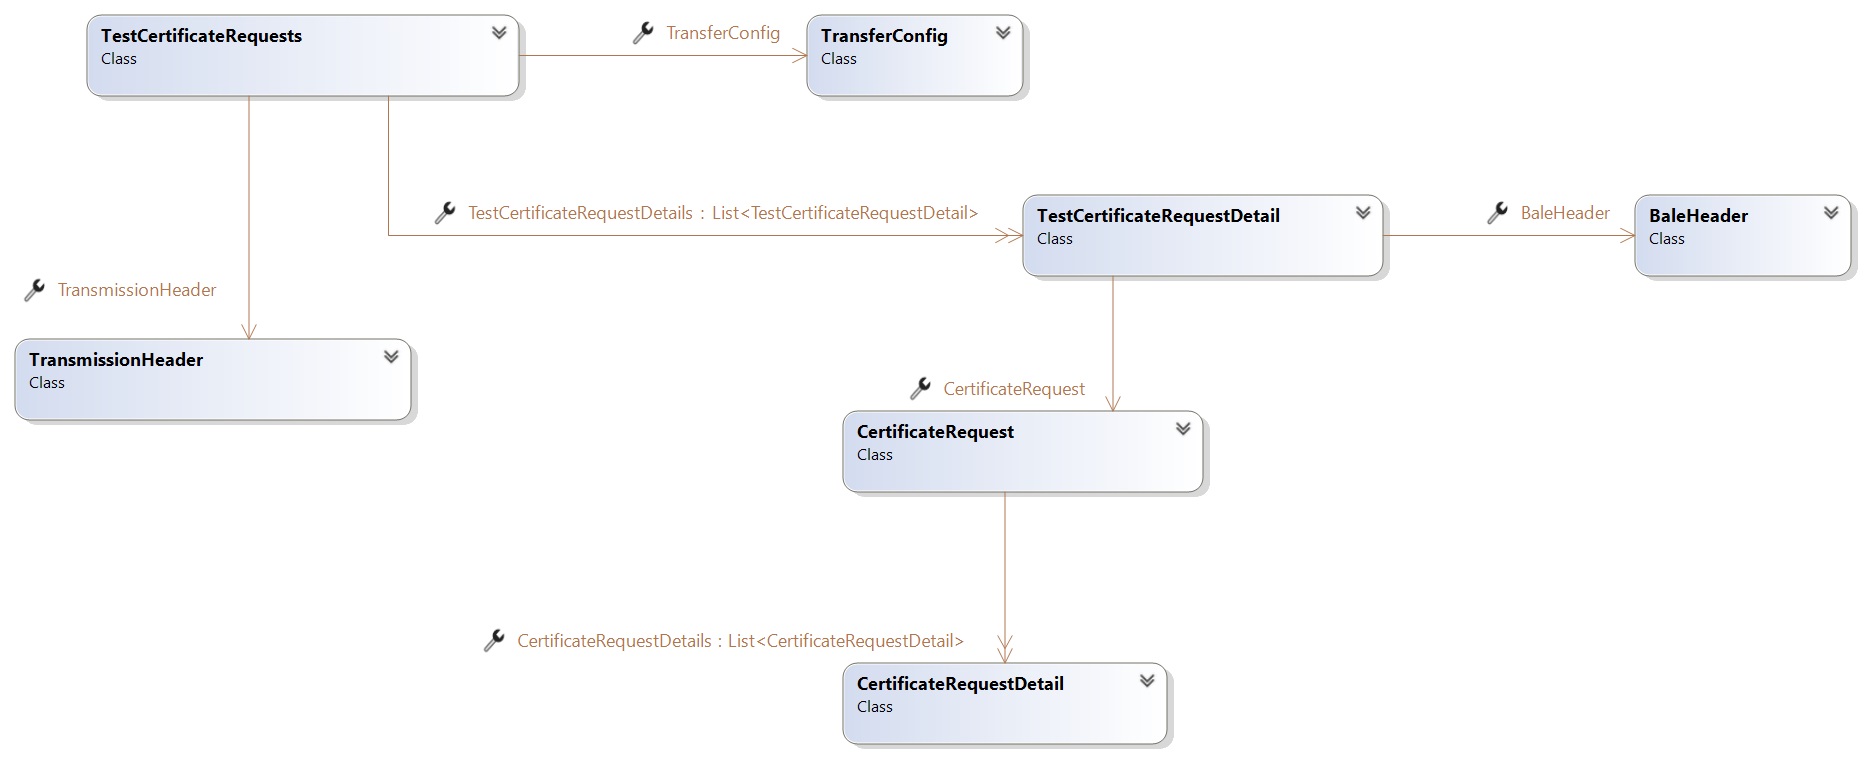 TestCertificateRequests
Class
TransferConfig
TransferConfig
Class
TestCertificateRequestDetails : List<TestCertificateRequestDetail>
TestCertificateRequestDetail
Class
BaleHeader
BaleHeader
Class
TransmissionHeader
TransmissionHeader
Class
CertificateRequest
CertificateRequest
Class
CertificateRequestDetails : List<CertificateRequestDetail>
CertificateRequestDetail
Class